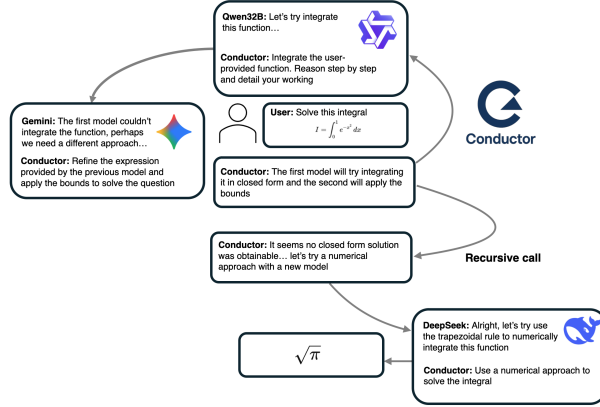 Qwen32B: Let's try integrate
this function…
Conductor: Integrate the user-
provided function. Reason step by step
and detail your working
Gemini: The first model couldn't
integrate the function, perhaps
we need a different approach…
Conductor: Refine the expression
provided by the previous model and
apply the bounds to solve the question
User: Solve this integral
I = ∫₀¹ e^{-x²} dx
Conductor
Conductor: The first model will try integrating
it in closed form and the second will apply the
bounds
Conductor: It seems no closed form solution
was obtainable… let's try a numerical
approach with a new model
Recursive call
DeepSeek: Alright, let's try use
the trapezoidal rule to numerically
integrate this function
Conductor: Use a numerical approach to
solve the integral
√π